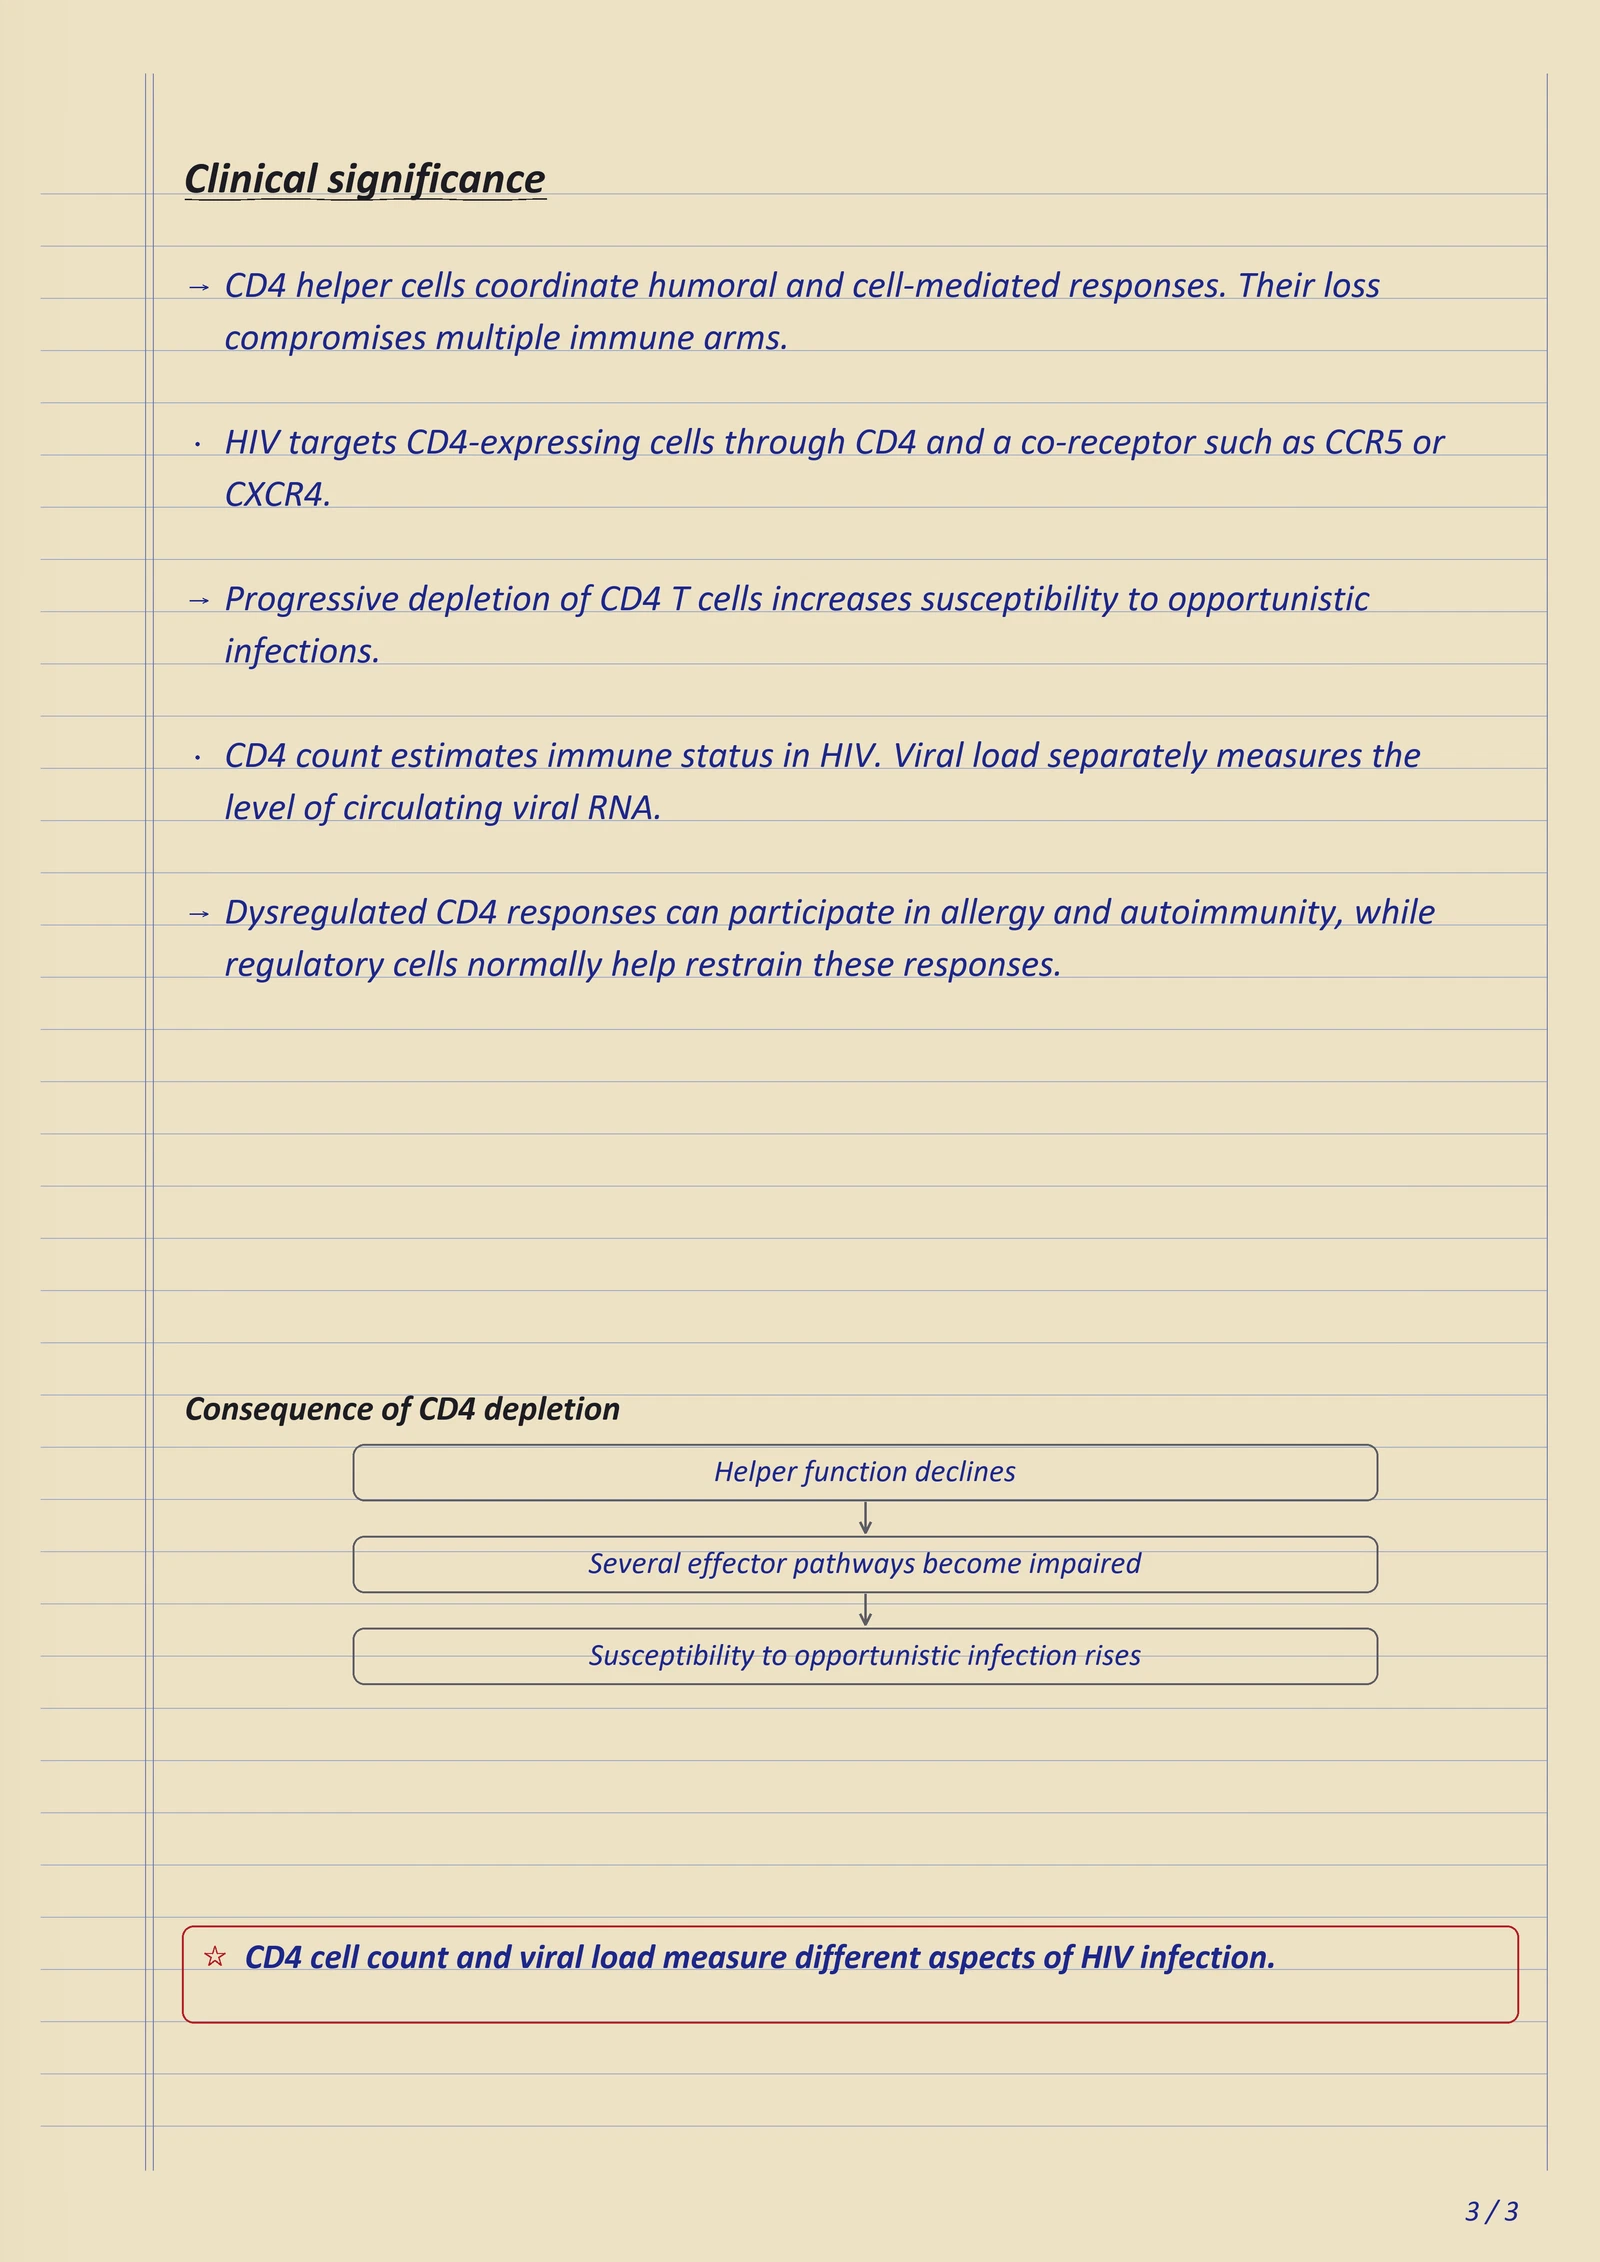 Clinical significance
→ CD4 helper cells coordinate humoral and cell-mediated responses. Their loss
compromises multiple immune arms.
· HIV targets CD4-expressing cells through CD4 and a co-receptor such as CCR5 or
CXCR4.
→ Progressive depletion of CD4 T cells increases susceptibility to opportunistic
infections.
· CD4 count estimates immune status in HIV. Viral load separately measures the
level of circulating viral RNA.
→ Dysregulated CD4 responses can participate in allergy and autoimmunity, while
regulatory cells normally help restrain these responses.
Consequence of CD4 depletion
Helper function declines
Several effector pathways become impaired
Susceptibility to opportunistic infection rises
☆ CD4 cell count and viral load measure different aspects of HIV infection.
3 / 3